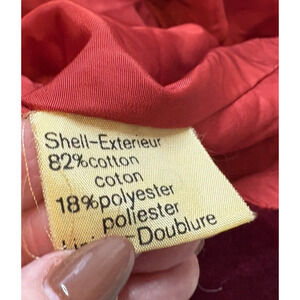 Shell-Exterieur
82%cotton
coton
18%polyester
poliester
Doublure